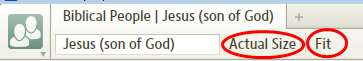 Biblical People | Jesus (son of God)
Jesus (son of God) Actual Size Fit